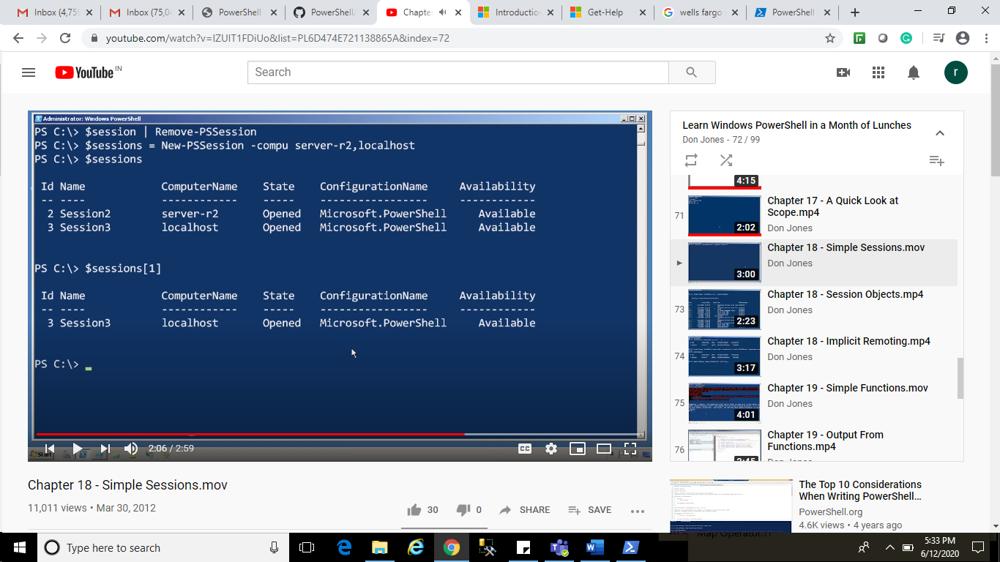 Inbox (4,759
Inbox (75,04
PowerShell
PowerShell/
Chapter
Introduction
Get-Help
wells fargo
PowerShell
youtube.com/watch?v=IZUlT1FDiUo&list=PL6D474E721138865A&index=72
YouTube IN
Search
r
Administrator: Windows PowerShell
PS C:\> $session | Remove-PSSession
PS C:\> $sessions = New-PSSession -compu server-r2,localhost
PS C:\> $sessions
Id Name ComputerName State ConfigurationName Availability
-- ---- ------------ ----- ----------------- ------------
2 Session2 server-r2 Opened Microsoft.PowerShell Available
3 Session3 localhost Opened Microsoft.PowerShell Available
PS C:\> $sessions[1]
Id Name ComputerName State ConfigurationName Availability
-- ---- ------------ ----- ----------------- ------------
3 Session3 localhost Opened Microsoft.PowerShell Available
PS C:\>
2:06 / 2:59
CC
Start
Chapter 18 - Simple Sessions.mov
11,011 views • Mar 30, 2012
30
0
SHARE
SAVE
Learn Windows PowerShell in a Month of Lunches
Don Jones - 72 / 99
4:15
71
2:02
Chapter 17 - A Quick Look at
Scope.mp4
Don Jones
3:00
Chapter 18 - Simple Sessions.mov
Don Jones
73
2:23
Chapter 18 - Session Objects.mp4
Don Jones
74
3:17
Chapter 18 - Implicit Remoting.mp4
Don Jones
75
4:01
Chapter 19 - Simple Functions.mov
Don Jones
76
Chapter 19 - Output From
Functions.mp4
Don Jones
The Top 10 Considerations
When Writing PowerShell...
PowerShell.org
4.6K views • 4 years ago
Type here to search
5:33 PM
6/12/2020